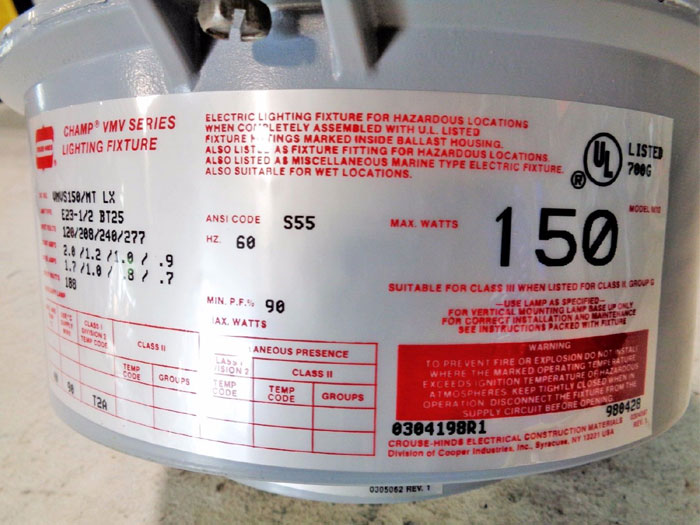 CHAMP® VMV SERIES
LIGHTING FIXTURE
ELECTRIC LIGHTING FIXTURE FOR HAZARDOUS LOCATIONS
WHEN COMPLETELY ASSEMBLED WITH U.L. LISTED
FIXTURE FITTINGS MARKED INSIDE BALLAST HOUSING.
ALSO LISTED AS FIXTURE FITTING FOR HAZARDOUS LOCATIONS.
ALSO LISTED AS MISCELLANEOUS MARINE TYPE ELECTRIC FIXTURE.
ALSO SUITABLE FOR WET LOCATIONS.
UL
®
LISTED
700G
VMVS150/MT LX
E23-1/2 BT25
120/208/240/277
2.0 /1.2 /1.0 / .9
1.7 /1.0 / .8 / .7
188
ANSI CODE S55
HZ. 60
MIN. P.F.% 90
MAX. WATTS
MAX. WATTS 150
SUITABLE FOR CLASS III WHEN LISTED FOR CLASS II, GROUP G
USE LAMP AS SPECIFIED—
FOR VERTICAL MOUNTING LAMP BASE UP ONLY
FOR CORRECT INSTALLATION AND MAINTENANCE
SEE INSTRUCTIONS PACKED WITH FIXTURE
CLASS I
DIVISION 2
TEMP CODE
CLASS II
TEMP
CODE
GROUPS
ANEOUS PRESENCE
CLASS I
VISION 2
TEMP
CODE
CLASS II
TEMP
CODE
GROUPS
90 T2A
WARNING
TO PREVENT FIRE OR EXPLOSION DO NOT INSTALL
WHERE THE MARKED OPERATING TEMPERATURE
EXCEEDS IGNITION TEMPERATURE OF HAZARDOUS
ATMOSPHERES. KEEP TIGHTLY CLOSED WHEN IN
OPERATION. DISCONNECT THE FIXTURE FROM THE
SUPPLY CIRCUIT BEFORE OPENING.
0304198R1
980428
CROUSE-HINDS ELECTRICAL CONSTRUCTION MATERIALS
Division of Cooper Industries, Inc., Syracuse, NY 13221 USA
0305062 REV. 1